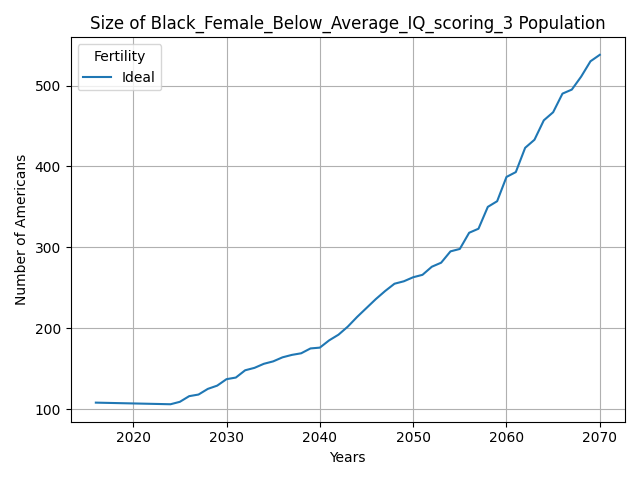 Size of Black_Female_Below_Average_IQ_scoring_3 Population
Fertility
Ideal
Number of Americans
500
400
300
200
100
2020 2030 2040 2050 2060 2070
Years